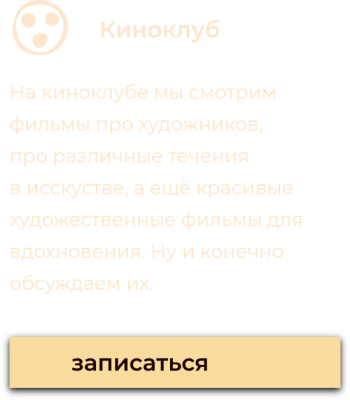 Киноклуб
На киноклубе мы смотрим
фильмы про художников,
про различные течения
в исскустве, а ещё красивые
художественные фильмы для
вдохновения. Ну и конечно
обсуждаем их.
записаться